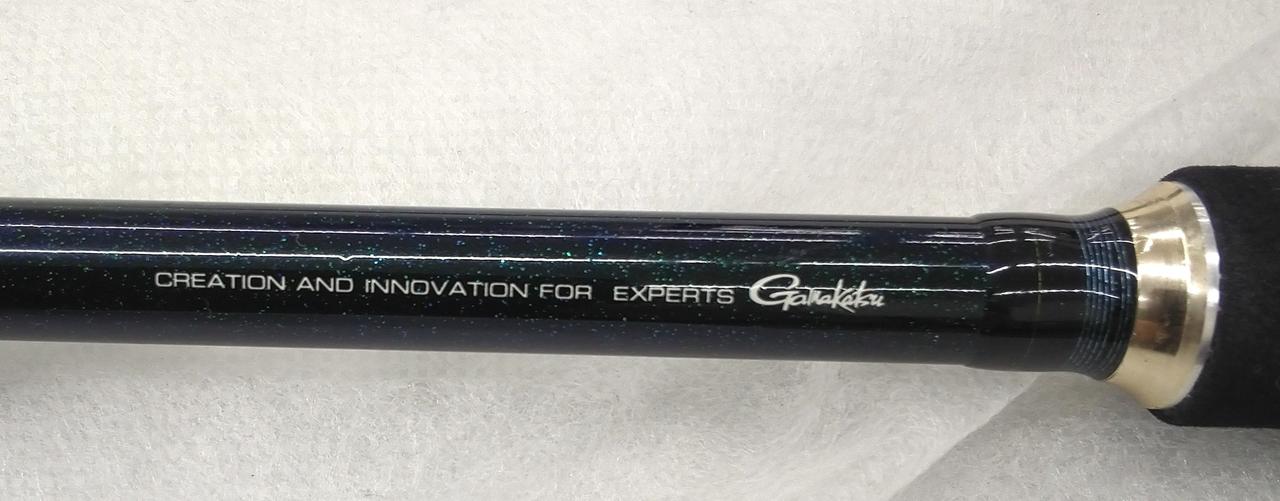 CREATION AND INNOVATION FOR EXPERTS Gamakatsu